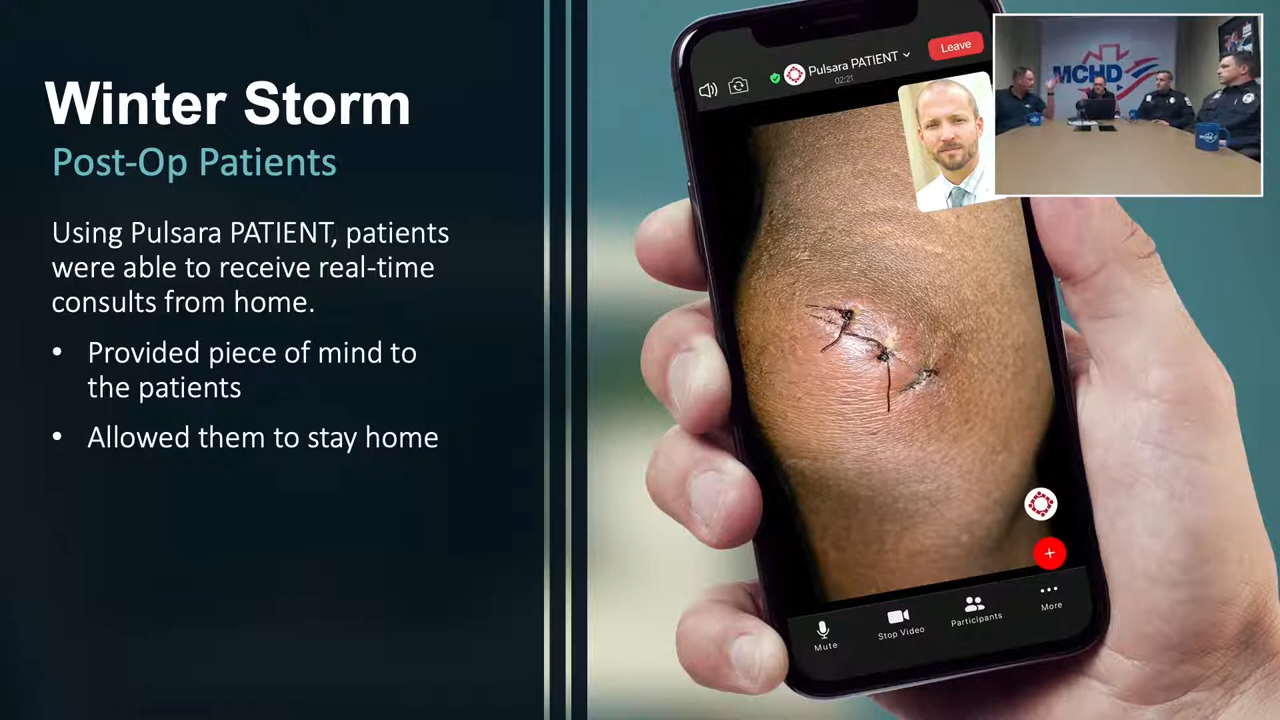 Winter Storm
Post-Op Patients
Using Pulsara PATIENT, patients
were able to receive real-time
consults from home.
• Provided piece of mind to
the patients
• Allowed them to stay home
Pulsara PATIENT
02:21
Leave
MCHD
Mute
Stop Video
Participants
More